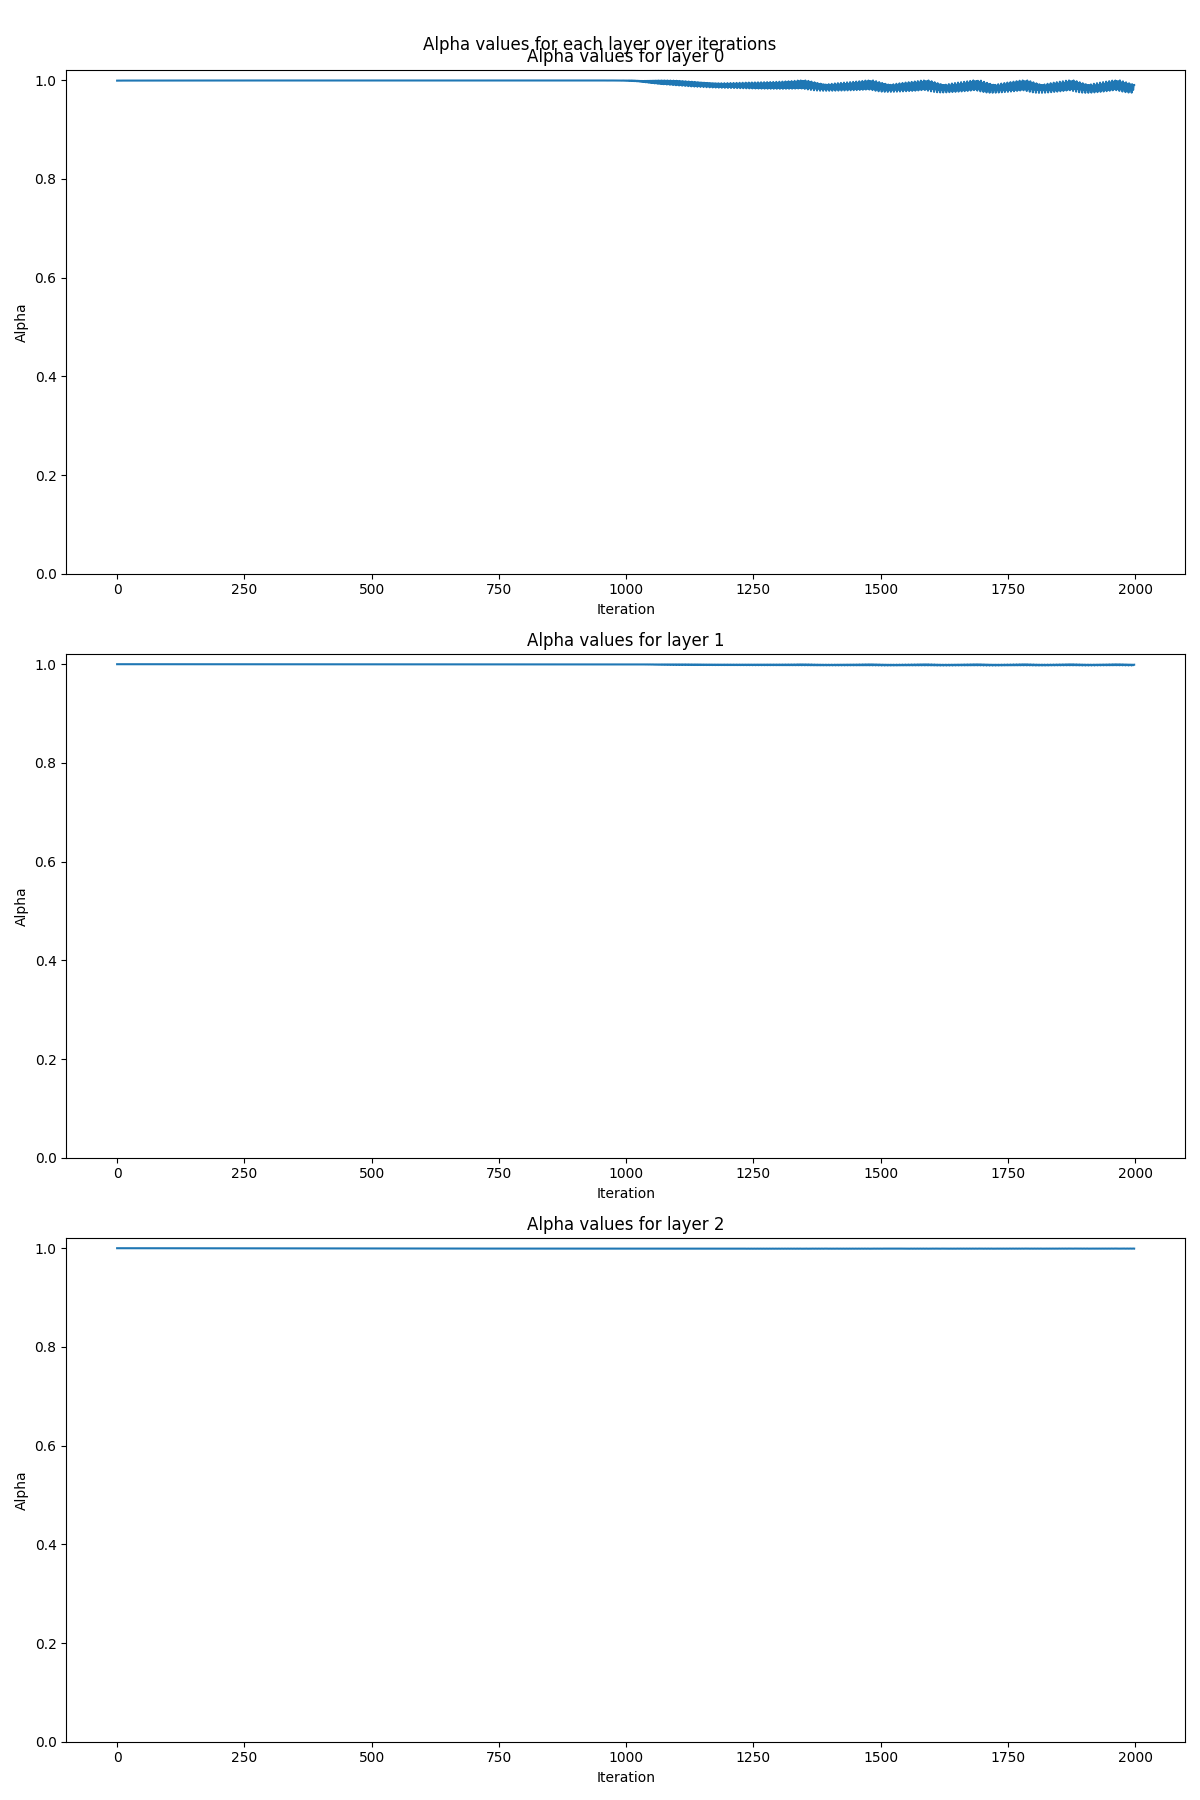 Alpha values for each layer over iterations
Alpha values for layer 0
1.0
0.8
0.6
0.4
0.2
0.0
Alpha
0 250 500 750 1000 1250 1500 1750 2000
Iteration
Alpha values for layer 1
1.0
0.8
0.6
0.4
0.2
0.0
Alpha
0 250 500 750 1000 1250 1500 1750 2000
Iteration
Alpha values for layer 2
1.0
0.8
0.6
0.4
0.2
0.0
Alpha
0 250 500 750 1000 1250 1500 1750 2000
Iteration